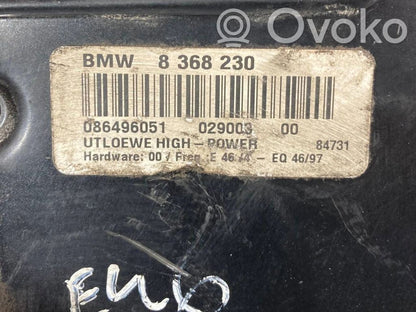 Ovoko
BMW 8 368 230
086496051 029003 00
UTLOEWE HIGH - POWER 84731
Hardware: 00 / Freq.:E 46 /4 - EQ 46/97
Ovoko